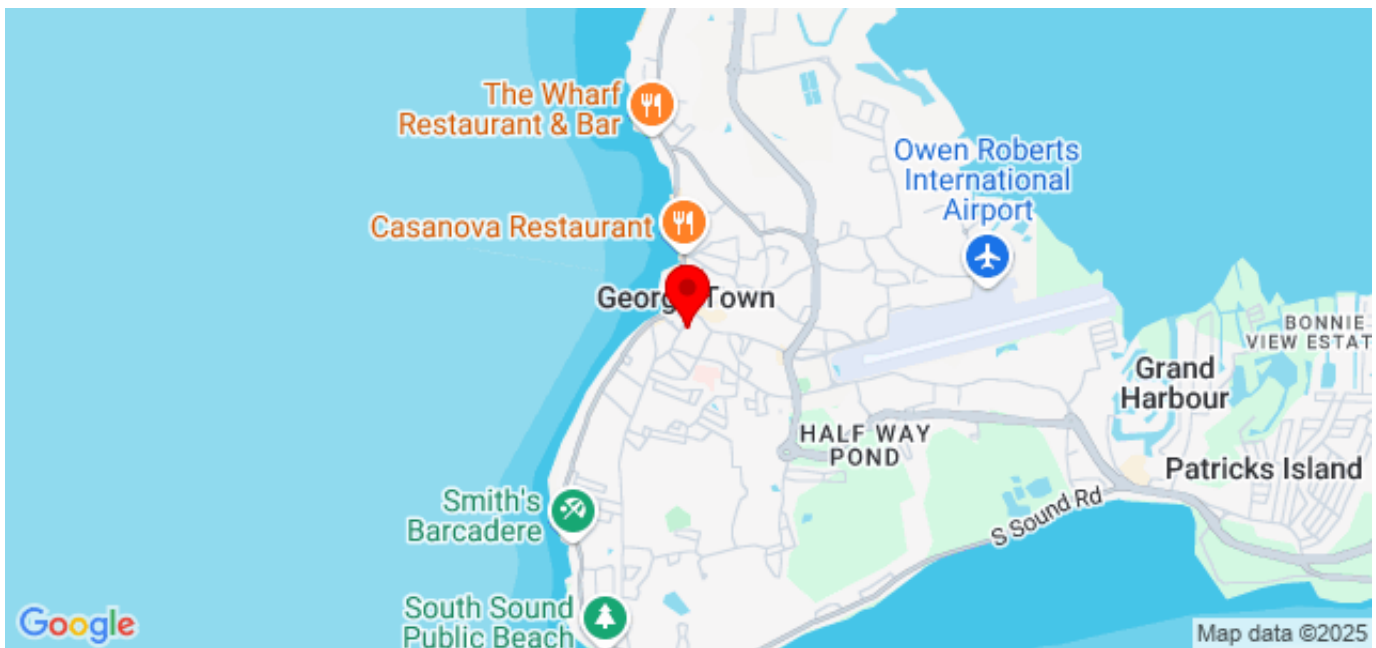 The Wharf
Restaurant & Bar
Owen Roberts
International
Airport
Casanova Restaurant
George Town
BONNIE
VIEW ESTAT
Grand
Harbour
HALF WAY
POND
Patricks Island
Smith's
Barcadere
S Sound Rd
South Sound
Public Beach
Google
Map data ©2025